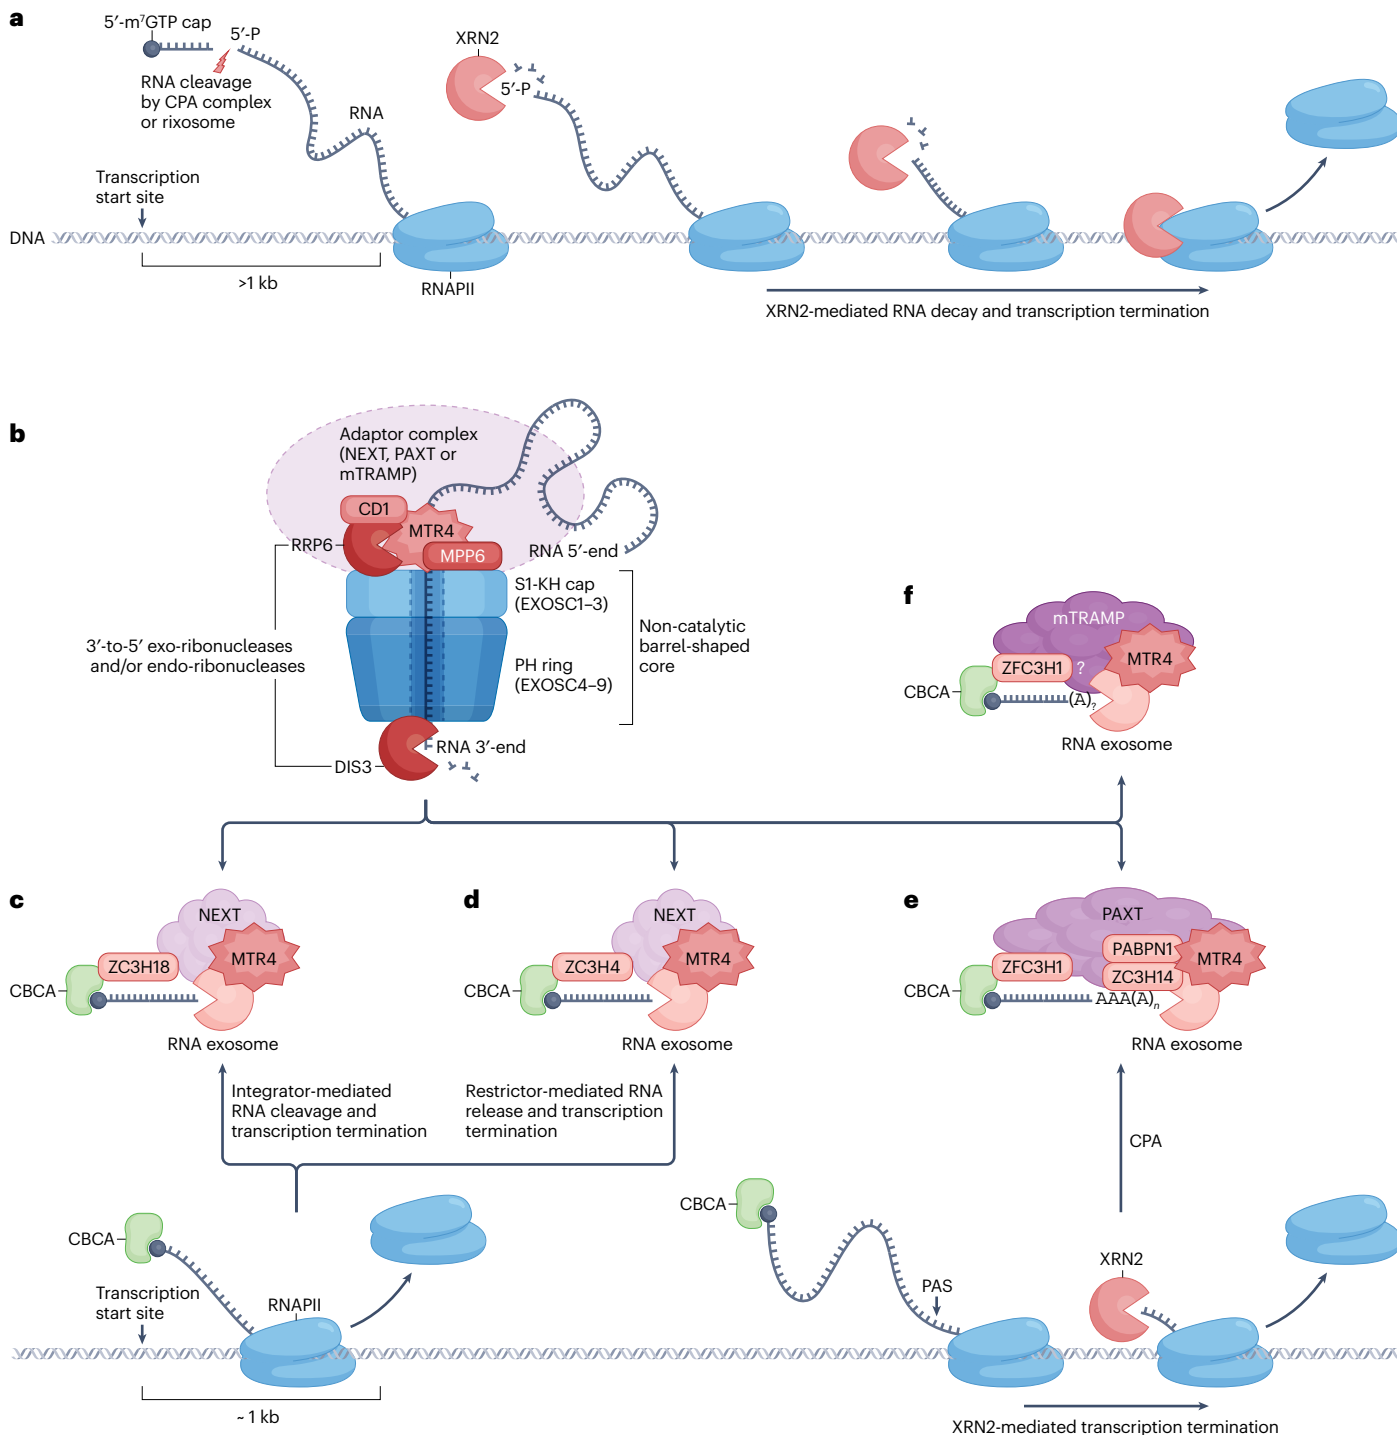 a
5′-m⁷GTP cap
5′-P
RNA cleavage
by CPA complex
or rixosome
RNA
XRN2
5′-P
Transcription
start site
DNA
>1 kb
RNAPII
XRN2-mediated RNA decay and transcription termination
b
Adaptor complex
(NEXT, PAXT or
mTRAMP)
CD1
MTR4
RRP6
MPP6
RNA 5′-end
S1-KH cap
(EXOSC1–3)
3′-to-5′ exo-ribonucleases
and/or endo-ribonucleases
Non-catalytic
barrel-shaped
core
PH ring
(EXOSC4–9)
RNA 3′-end
DIS3
f
mTRAMP
ZFC3H1
?
MTR4
CBCA
(A)?
RNA exosome
c
NEXT
ZC3H18
MTR4
CBCA
RNA exosome
d
NEXT
ZC3H4
MTR4
CBCA
RNA exosome
e
PAXT
PABPN1
ZFC3H1
ZC3H14
MTR4
CBCA
AAA(A)n
RNA exosome
Integrator-mediated
RNA cleavage and
transcription termination
Restrictor-mediated RNA
release and transcription
termination
CPA
CBCA
Transcription
start site
RNAPII
~ 1 kb
CBCA
PAS
XRN2
XRN2-mediated transcription termination